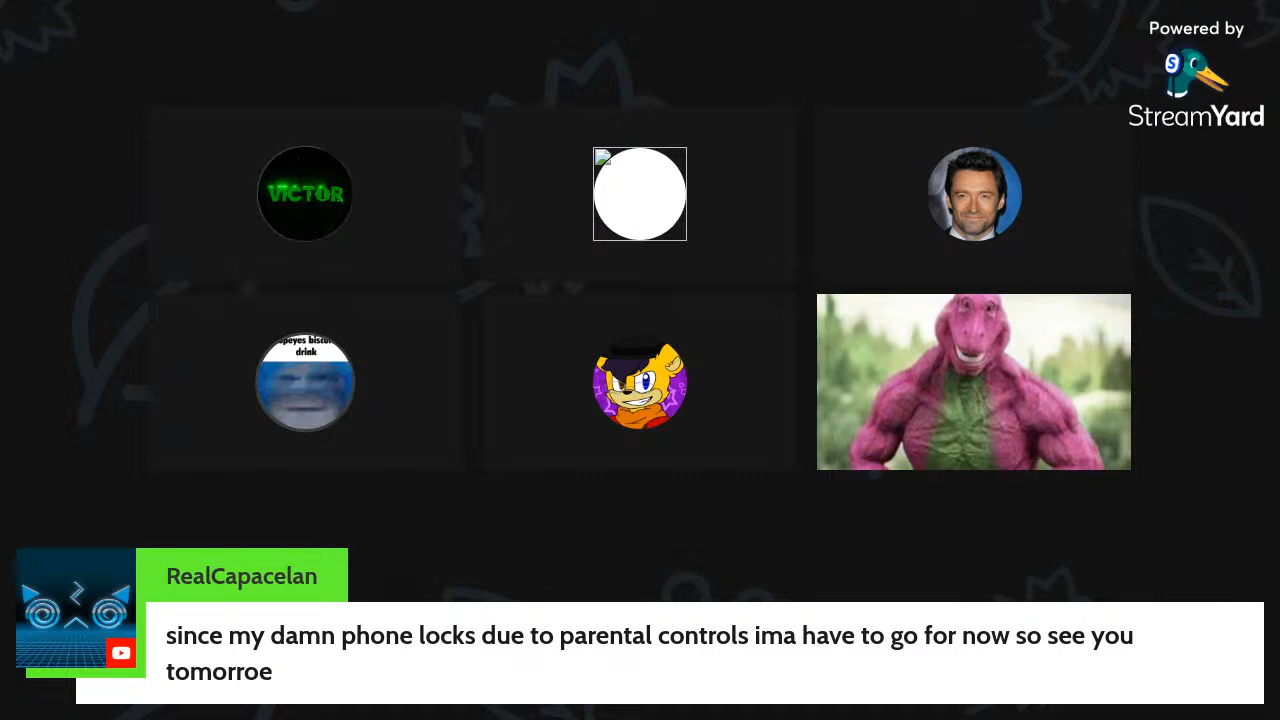 Powered by
S
StreamYard
VICTOR
drink
RealCapacelan
since my damn phone locks due to parental controls ima have to go for now so see you
tomorroe